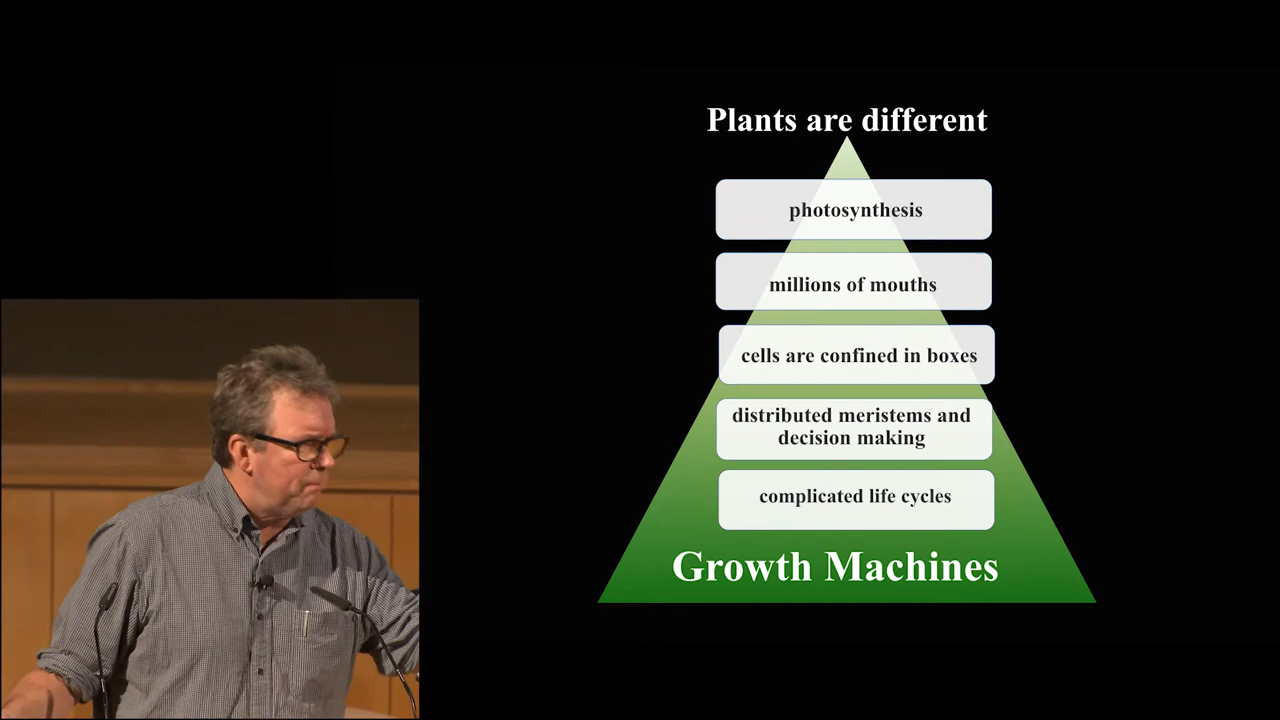 Plants are different
photosynthesis
millions of mouths
cells are confined in boxes
distributed meristems and
decision making
complicated life cycles
Growth Machines